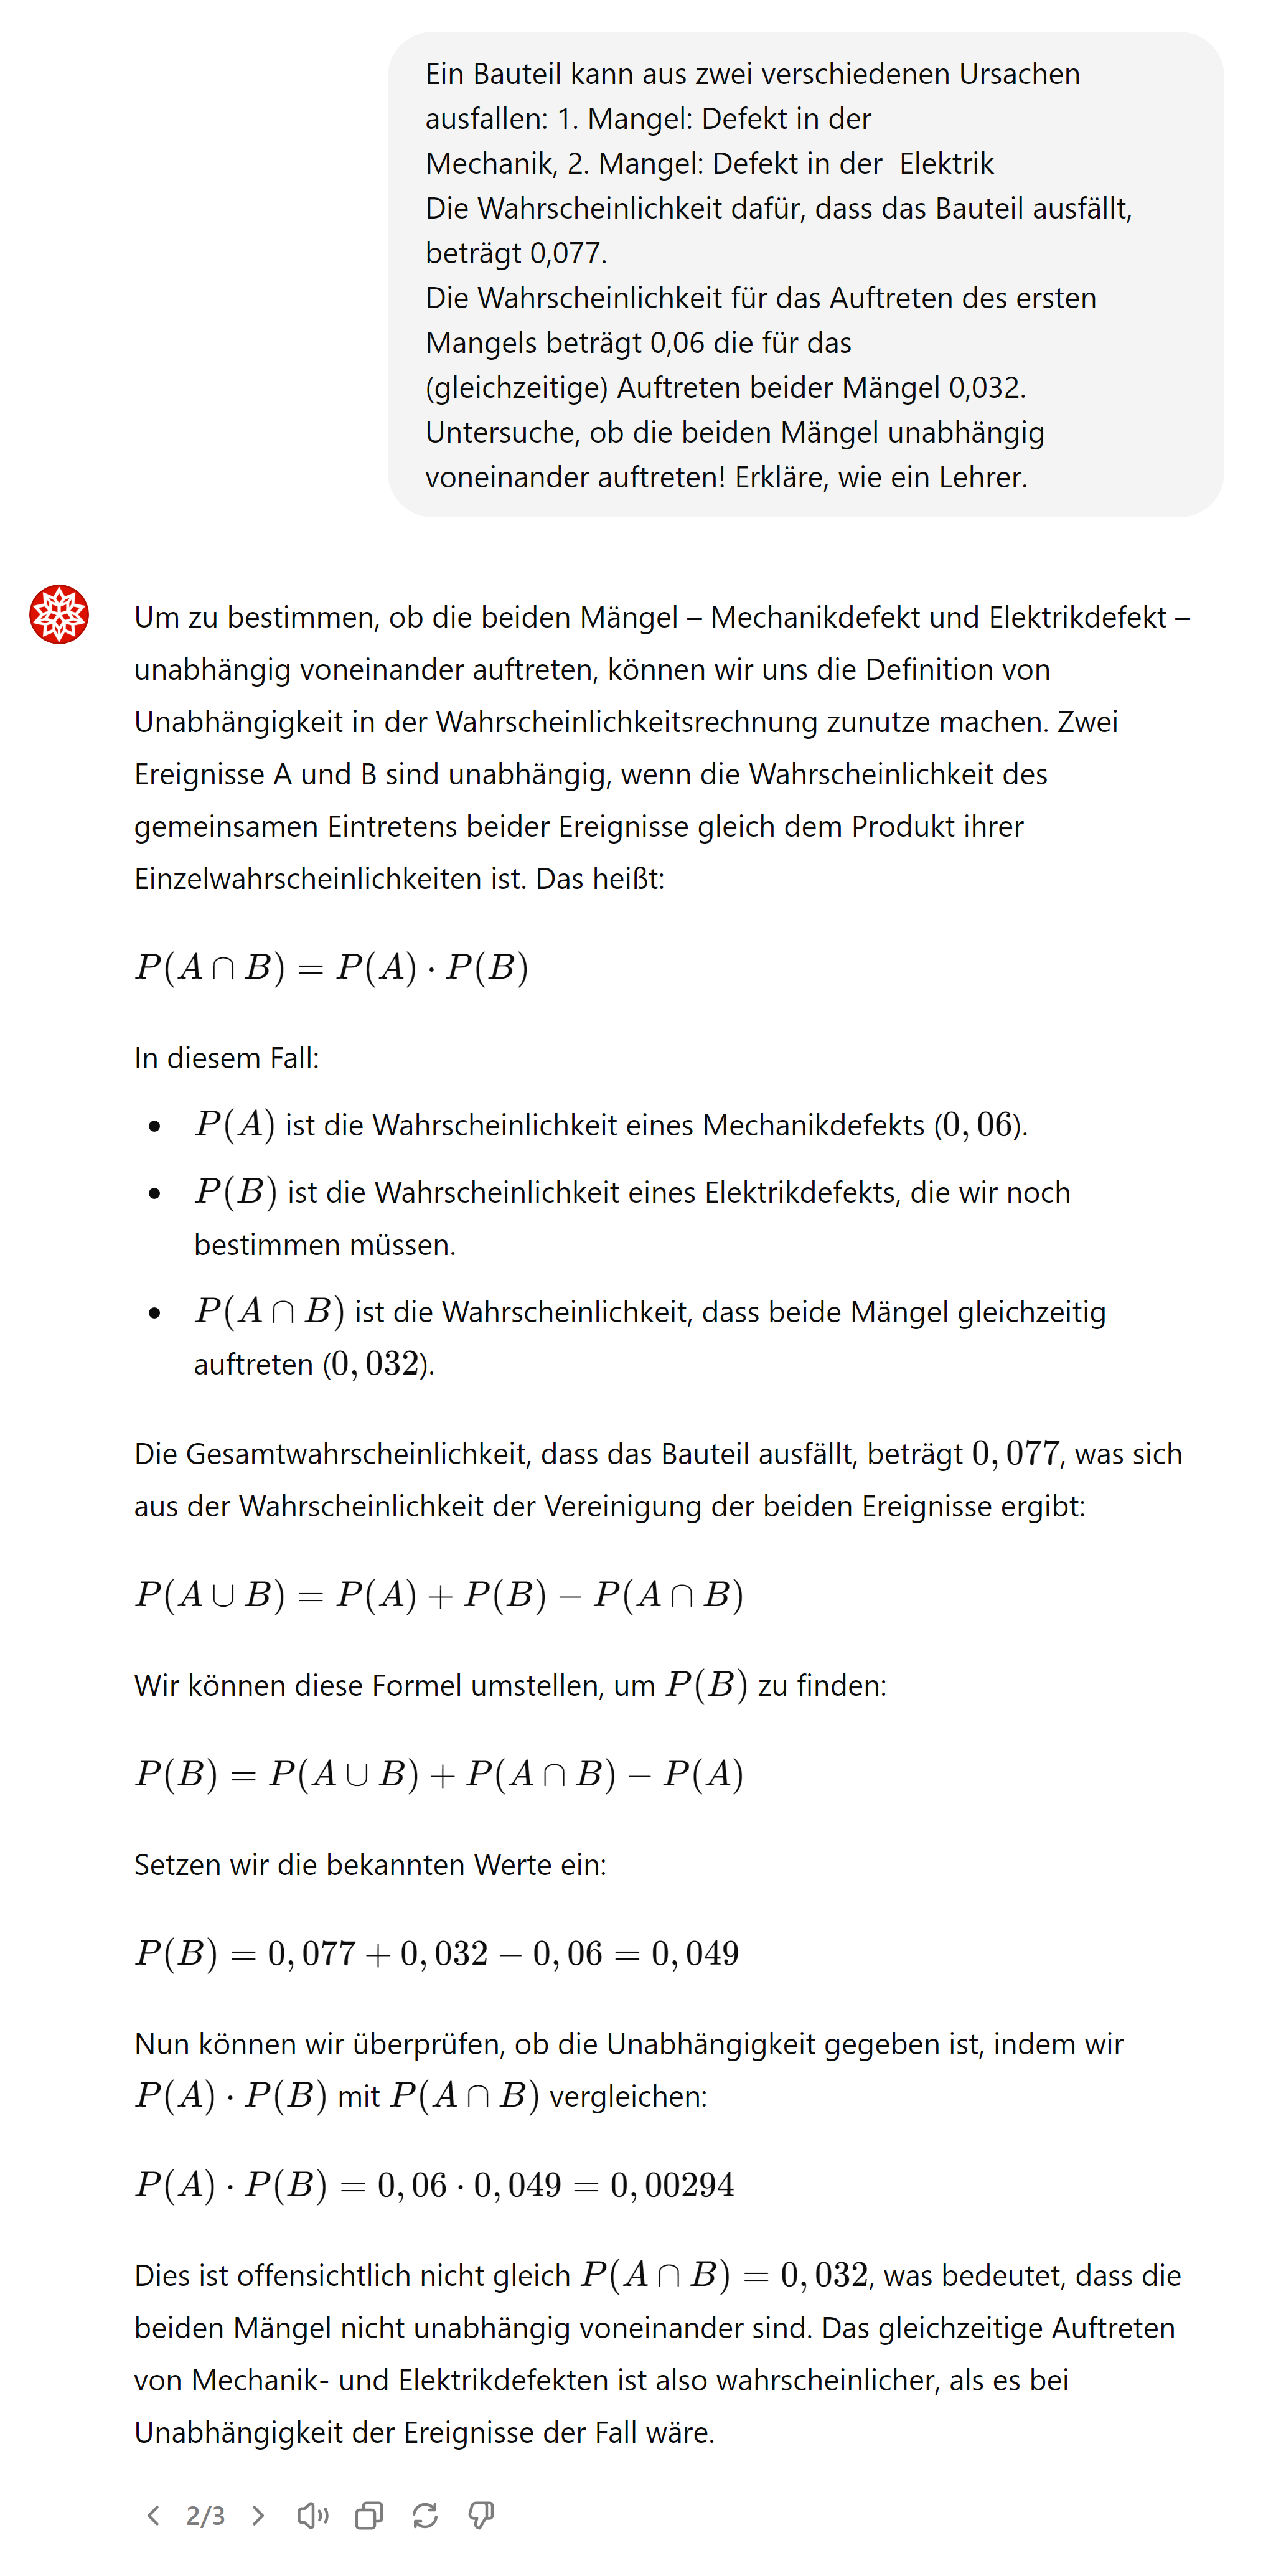 Ein Bauteil kann aus zwei verschiedenen Ursachen
ausfallen: 1. Mangel: Defekt in der
Mechanik, 2. Mangel: Defekt in der  Elektrik
Die Wahrscheinlichkeit dafür, dass das Bauteil ausfällt,
beträgt 0,077.
Die Wahrscheinlichkeit für das Auftreten des ersten
Mangels beträgt 0,06 die für das
(gleichzeitige) Auftreten beider Mängel 0,032.
Untersuche, ob die beiden Mängel unabhängig
voneinander auftreten! Erkläre, wie ein Lehrer.
Um zu bestimmen, ob die beiden Mängel – Mechanikdefekt und Elektrikdefekt –
unabhängig voneinander auftreten, können wir uns die Definition von
Unabhängigkeit in der Wahrscheinlichkeitsrechnung zunutze machen. Zwei
Ereignisse A und B sind unabhängig, wenn die Wahrscheinlichkeit des
gemeinsamen Eintretens beider Ereignisse gleich dem Produkt ihrer
Einzelwahrscheinlichkeiten ist. Das heißt:
P(A ∩ B) = P(A) · P(B)
In diesem Fall:
• P(A) ist die Wahrscheinlichkeit eines Mechanikdefekts (0, 06).
• P(B) ist die Wahrscheinlichkeit eines Elektrikdefekts, die wir noch
bestimmen müssen.
• P(A ∩ B) ist die Wahrscheinlichkeit, dass beide Mängel gleichzeitig
auftreten (0, 032).
Die Gesamtwahrscheinlichkeit, dass das Bauteil ausfällt, beträgt 0, 077, was sich
aus der Wahrscheinlichkeit der Vereinigung der beiden Ereignisse ergibt:
P(A ∪ B) = P(A) + P(B) − P(A ∩ B)
Wir können diese Formel umstellen, um P(B) zu finden:
P(B) = P(A ∪ B) + P(A ∩ B) − P(A)
Setzen wir die bekannten Werte ein:
P(B) = 0, 077 + 0, 032 − 0, 06 = 0, 049
Nun können wir überprüfen, ob die Unabhängigkeit gegeben ist, indem wir
P(A) · P(B) mit P(A ∩ B) vergleichen:
P(A) · P(B) = 0, 06 · 0, 049 = 0, 00294
Dies ist offensichtlich nicht gleich P(A ∩ B) = 0, 032, was bedeutet, dass die
beiden Mängel nicht unabhängig voneinander sind. Das gleichzeitige Auftreten
von Mechanik- und Elektrikdefekten ist also wahrscheinlicher, als es bei
Unabhängigkeit der Ereignisse der Fall wäre.
2/3